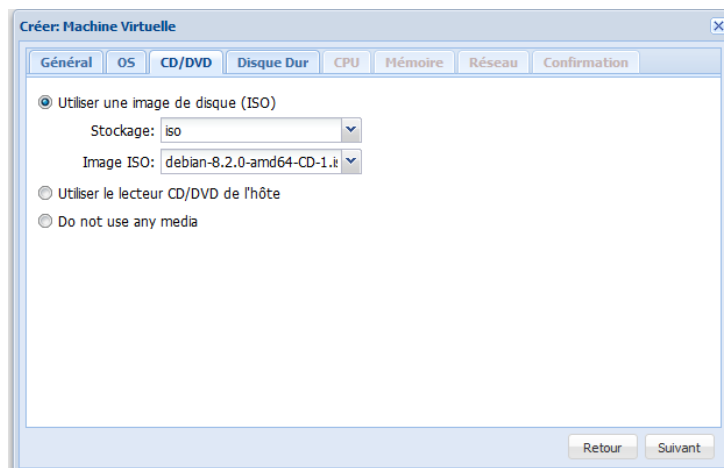 Créer: Machine Virtuelle
Général OS CD/DVD Disque Dur CPU Mémoire Réseau Confirmation
Utiliser une image de disque (ISO)
Stockage: iso
Image ISO: debian-8.2.0-amd64-CD-1.is
Utiliser le lecteur CD/DVD de l'hôte
Do not use any media
Retour Suivant